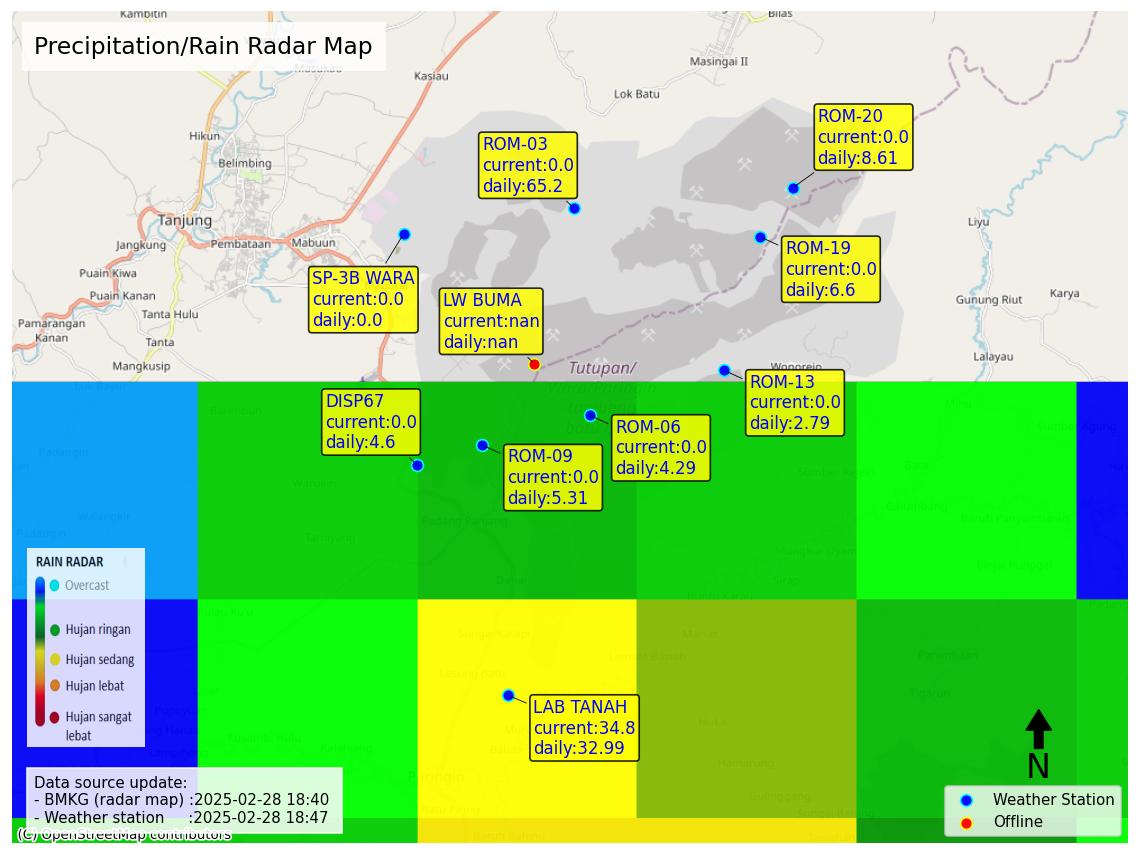 Kambitin
Bilas
Precipitation/Rain Radar Map
Masukau
Kasiau
Masingai II
Lok Batu
ROM-20
current:0.0
daily:8.61
Hikun
Belimbing
ROM-03
current:0.0
daily:65.2
Tanjung
Jangkung
Pembataan
Mabuun
Liyu
ROM-19
current:0.0
daily:6.6
Puain Kiwa
Puain Kanan
SP-3B WARA
current:0.0
daily:0.0
LW BUMA
current:nan
daily:nan
Gunung Riut
Karya
Tanta Hulu
Pamarangan
Kanan
Tanta
Mangkusip
Lalayau
Wonorejo
Tutupan/
ROM-13
current:0.0
daily:2.79
DISP67
current:0.0
daily:4.6
ROM-06
current:0.0
daily:4.29
ROM-09
current:0.0
daily:5.31
Padang Panjang
RAIN RADAR
Overcast
Hujan ringan
Hujan sedang
Hujan lebat
Hujan sangat
lebat
LAB TANAH
current:34.8
daily:32.99
N
Data source update:
- BMKG (radar map) :2025-02-28 18:40
- Weather station :2025-02-28 18:47
Weather Station
Offline
(C) OpenStreetMap contributors